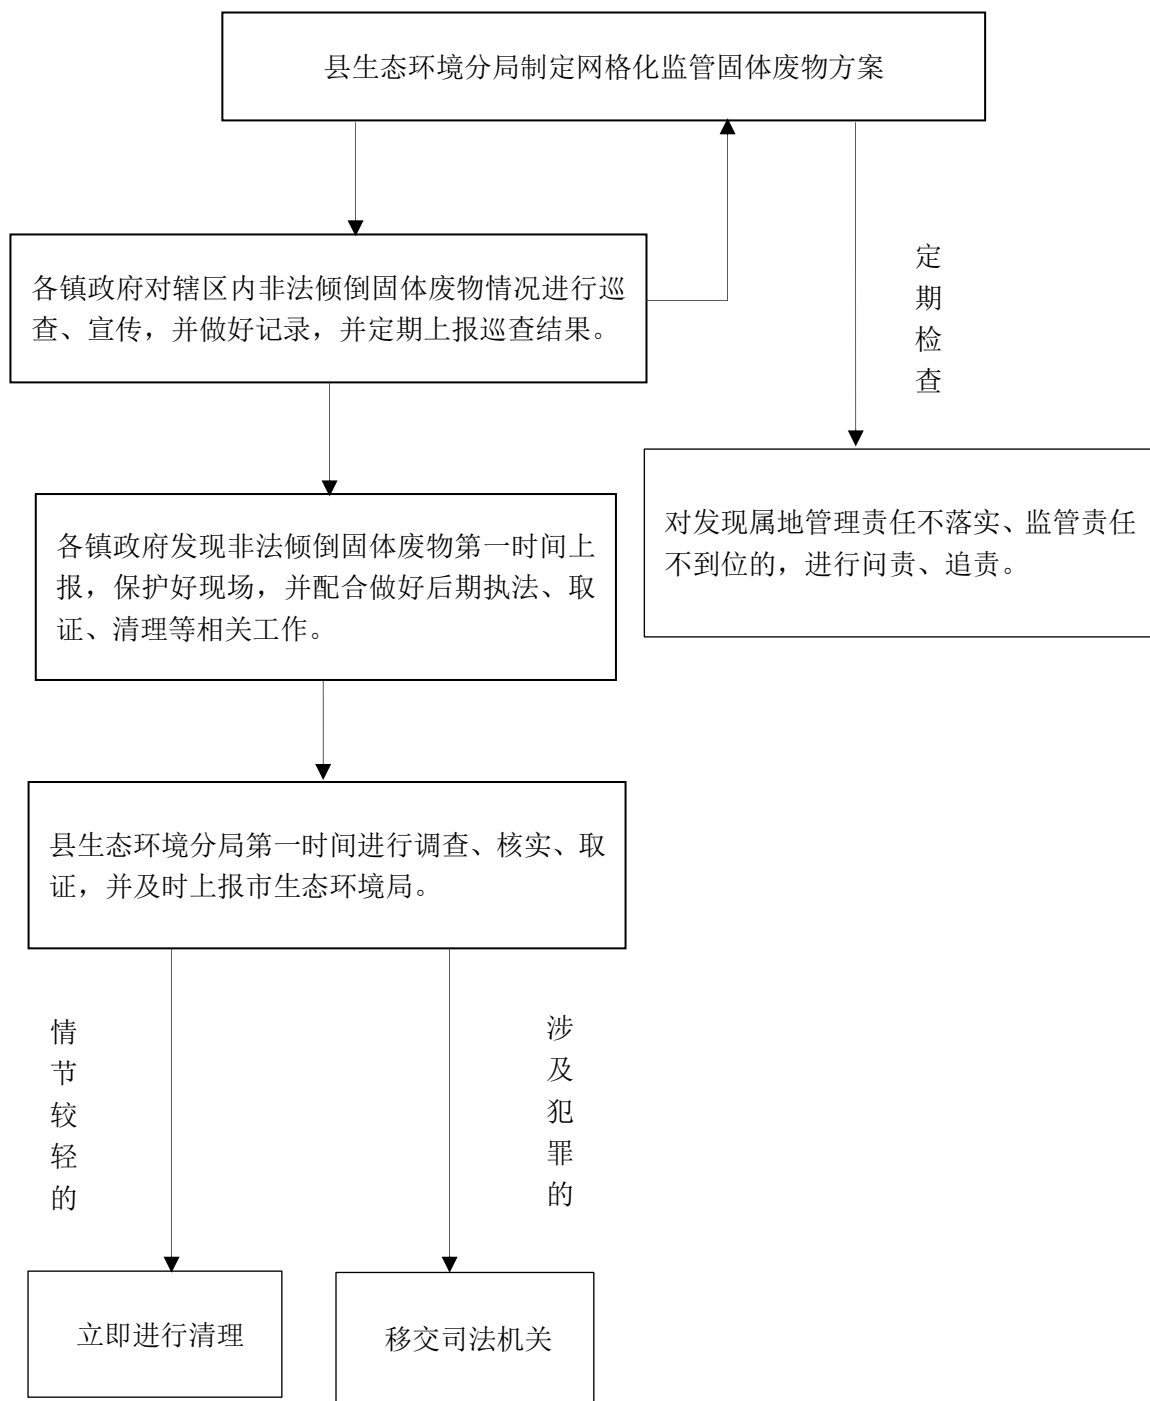 县生态环境分局制定网格化监管固体废物方案
各镇政府对辖区内非法倾倒固体废物情况进行巡
查、宣传，并做好记录，并定期上报巡查结果。
定期检查
对发现属地管理责任不落实、监管责任
不到位的，进行问责、追责。
各镇政府发现非法倾倒固体废物第一时间上
报，保护好现场，并配合做好后期执法、取
证、清理等相关工作。
县生态环境分局第一时间进行调查、核实、取
证，并及时上报市生态环境局。
情节较轻的
涉及犯罪的
立即进行清理
移交司法机关